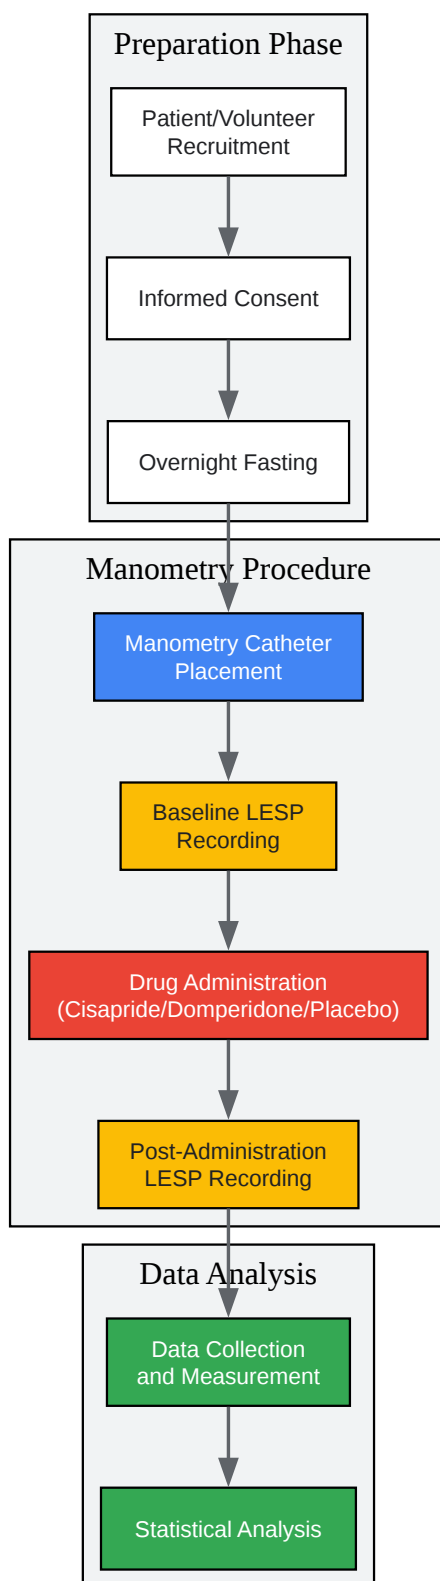 Preparation Phase
Patient/Volunteer
Recruitment
Informed Consent
Overnight Fasting
Manometry Procedure
Manometry Catheter
Placement
Baseline LESP
Recording
Drug Administration
(Cisapride/Domperidone/Placebo)
Post-Administration
LESP Recording
Data Analysis
Data Collection
and Measurement
Statistical Analysis